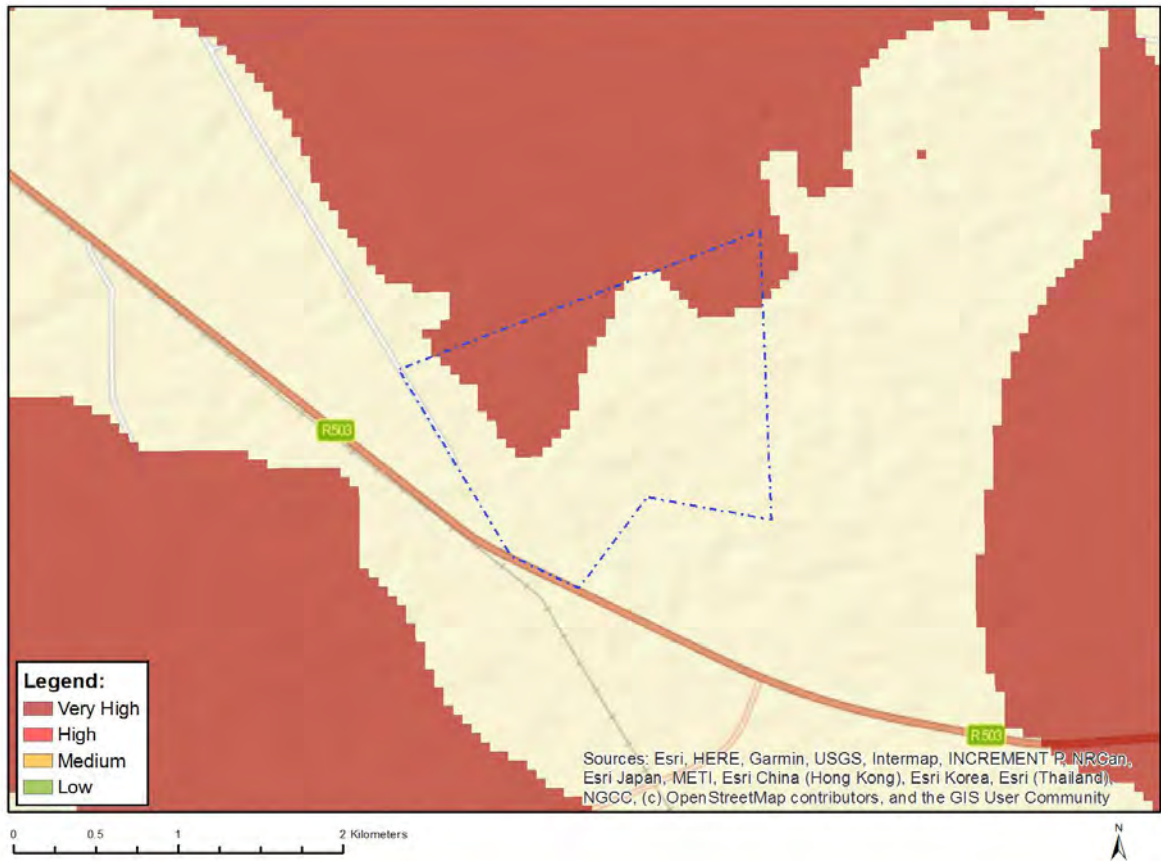 R503
R503
Legend:
Very High
High
Medium
Low
Sources: Esri, HERE, Garmin, USGS, Intermap, INCREMENT P, NRCan,
Esri Japan, METI, Esri China (Hong Kong), Esri Korea, Esri (Thailand),
NGCC, (c) OpenStreetMap contributors, and the GIS User Community
0 0.5 1 2 Kilometers
N